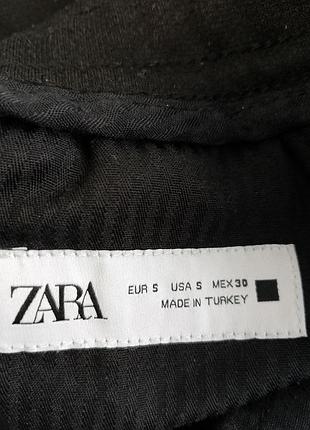 ZARA
EUR S USA S MEX 30
MADE IN TURKEY